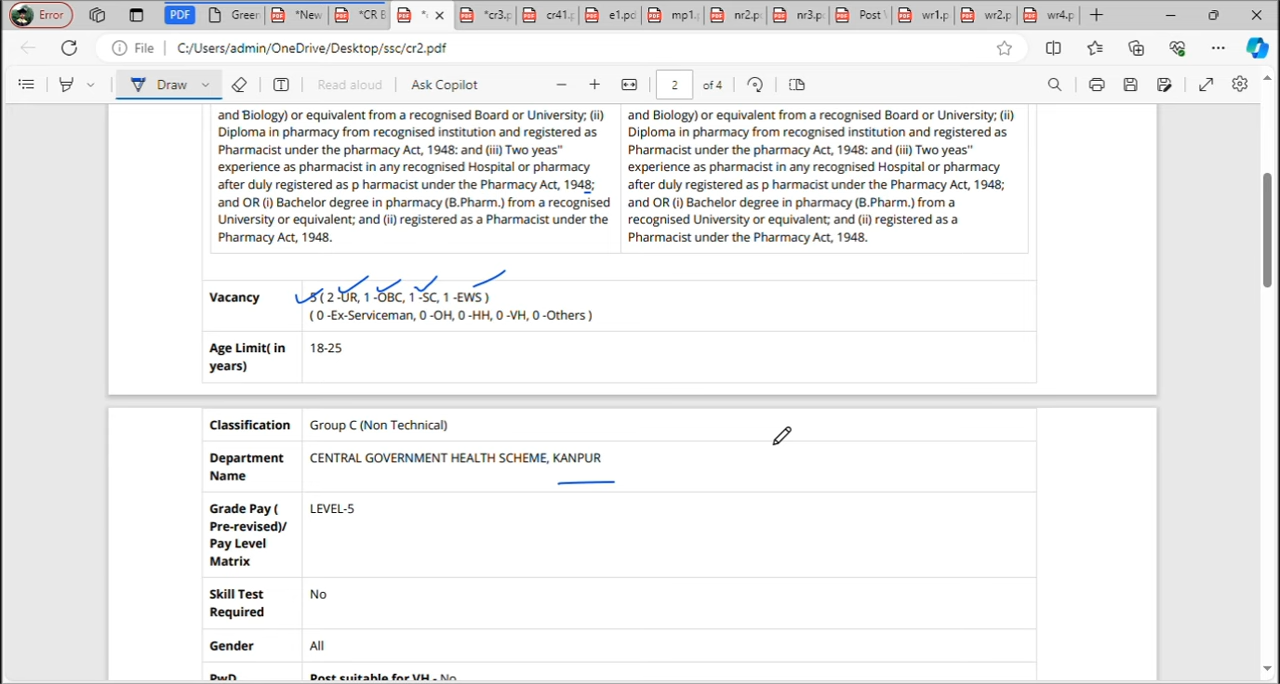 Error
PDF
Green
*New
*CR B
*cr3.p
cr41.p
e1.pd
mp1.p
nr2.p
nr3.p
Post
wr1.p
wr2.p
wr4.p
File
C:/Users/admin/OneDrive/Desktop/ssc/cr2.pdf
Draw
Read aloud
Ask Copilot
2
of 4
and Biology) or equivalent from a recognised Board or University; (ii)
Diploma in pharmacy from recognised institution and registered as
Pharmacist under the pharmacy Act, 1948: and (iii) Two yeas"
experience as pharmacist in any recognised Hospital or pharmacy
after duly registered as p harmacist under the Pharmacy Act, 1948;
and OR (i) Bachelor degree in pharmacy (B.Pharm.) from a recognised
University or equivalent; and (ii) registered as a Pharmacist under the
Pharmacy Act, 1948.
and Biology) or equivalent from a recognised Board or University; (ii)
Diploma in pharmacy from recognised institution and registered as
Pharmacist under the pharmacy Act, 1948: and (iii) Two yeas"
experience as pharmacist in any recognised Hospital or pharmacy
after duly registered as p harmacist under the Pharmacy Act, 1948;
and OR (i) Bachelor degree in pharmacy (B.Pharm.) from a
recognised University or equivalent; and (ii) registered as a
Pharmacist under the Pharmacy Act, 1948.
Vacancy
5 ( 2 -UR, 1 -OBC, 1 -SC, 1 -EWS )
( 0 -Ex-Serviceman, 0 -OH, 0 -HH, 0 -VH, 0 -Others )
Age Limit( in
years)
18-25
Classification
Group C (Non Technical)
Department
Name
CENTRAL GOVERNMENT HEALTH SCHEME, KANPUR
Grade Pay (
Pre-revised)/
Pay Level
Matrix
LEVEL-5
Skill Test
Required
No
Gender
All
PwD
Post suitable for VH - No